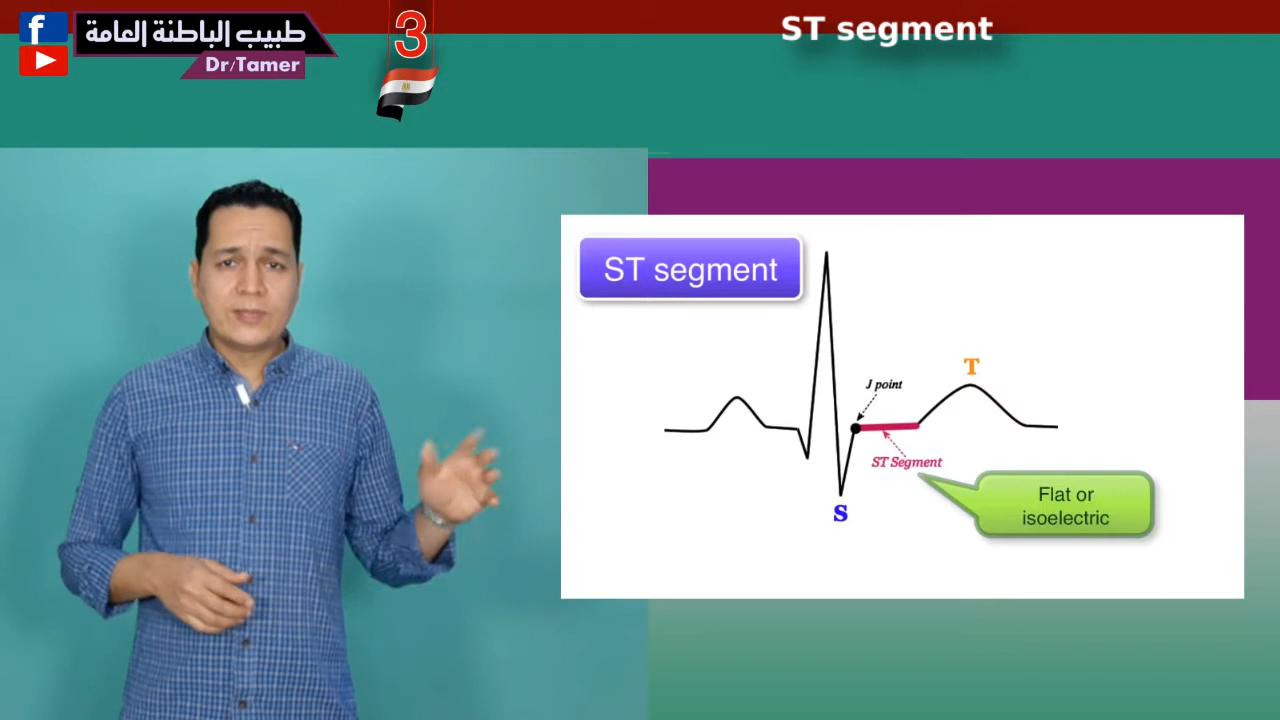 f
طبيب الباطنة العامة
Dr/Tamer
3
ST segment
ST segment
T
J point
ST Segment
S
Flat or
isoelectric